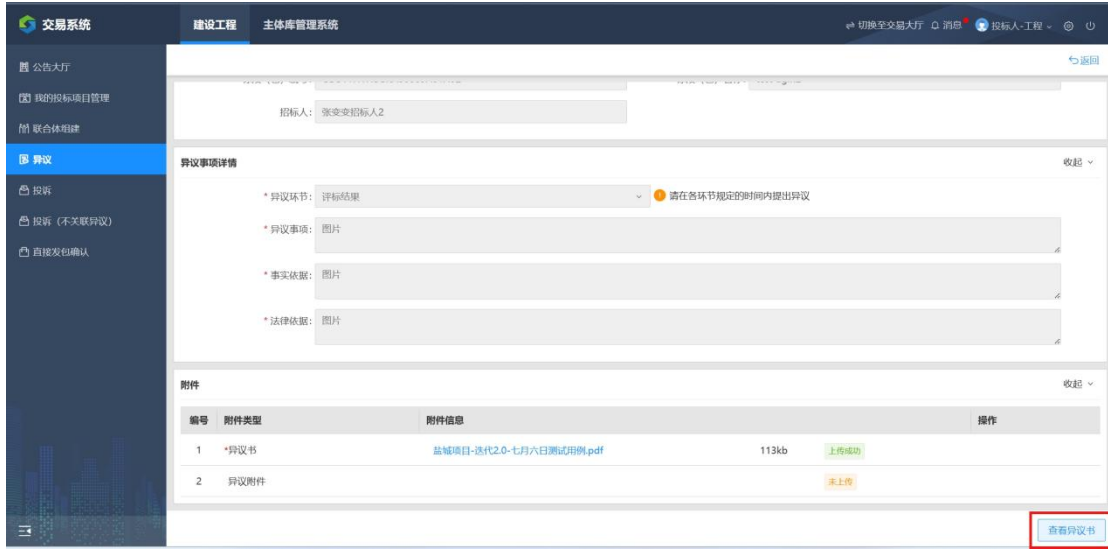 交易系统 建设工程 主体库管理系统 切换至交易大厅 消息 投标人-工程
返回
公告大厅
我的投标项目管理
联合体组建
异议
投诉
投诉（不关联异议）
直接发包确认
招标人： 张变变招标人2
异议事项详情 收起
* 异议环节： 评标结果 请在各环节规定的时间内提出异议
* 异议事项： 图片
* 事实依据： 图片
* 法律依据： 图片
附件 收起
编号 附件类型 附件信息 操作
1 *异议书 盐城项目-迭代2.0-七月六日测试用例.pdf 113kb 上传成功
2 异议附件 未上传
查看异议书